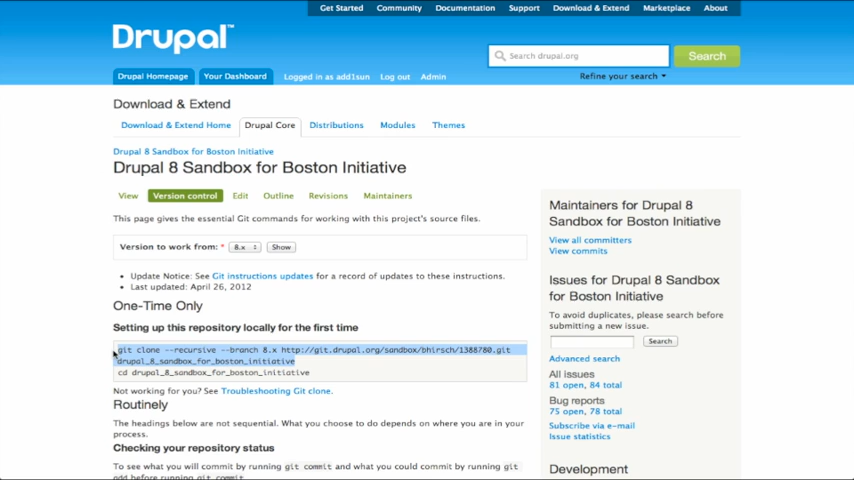 Get Started Community Documentation Support Download & Extend Marketplace About
Drupal™
Search drupal.org Search
Drupal Homepage Your Dashboard Logged in as add1sun Log out Admin Refine your search
Download & Extend
Download & Extend Home Drupal Core Distributions Modules Themes
Drupal 8 Sandbox for Boston Initiative
Drupal 8 Sandbox for Boston Initiative
View Version control Edit Outline Revisions Maintainers
This page gives the essential Git commands for working with this project's source files.
Version to work from: * 8.x Show
• Update Notice: See Git instructions updates for a record of updates to these instructions.
• Last updated: April 26, 2012
One-Time Only
Setting up this repository locally for the first time
git clone --recursive --branch 8.x http://git.drupal.org/sandbox/bhirsch/1388780.git
drupal_8_sandbox_for_boston_initiative
cd drupal_8_sandbox_for_boston_initiative
Not working for you? See Troubleshooting Git clone.
Routinely
The headings below are not sequential. What you choose to do depends on where you are in your
process.
Checking your repository status
To see what you will commit by running git commit and what you could commit by running git
add before running git commit
Maintainers for Drupal 8
Sandbox for Boston Initiative
View all committers
View commits
Issues for Drupal 8 Sandbox
for Boston Initiative
To avoid duplicates, please search before
submitting a new issue.
Search
Advanced search
All issues
81 open, 84 total
Bug reports
75 open, 78 total
Subscribe via e-mail
Issue statistics
Development